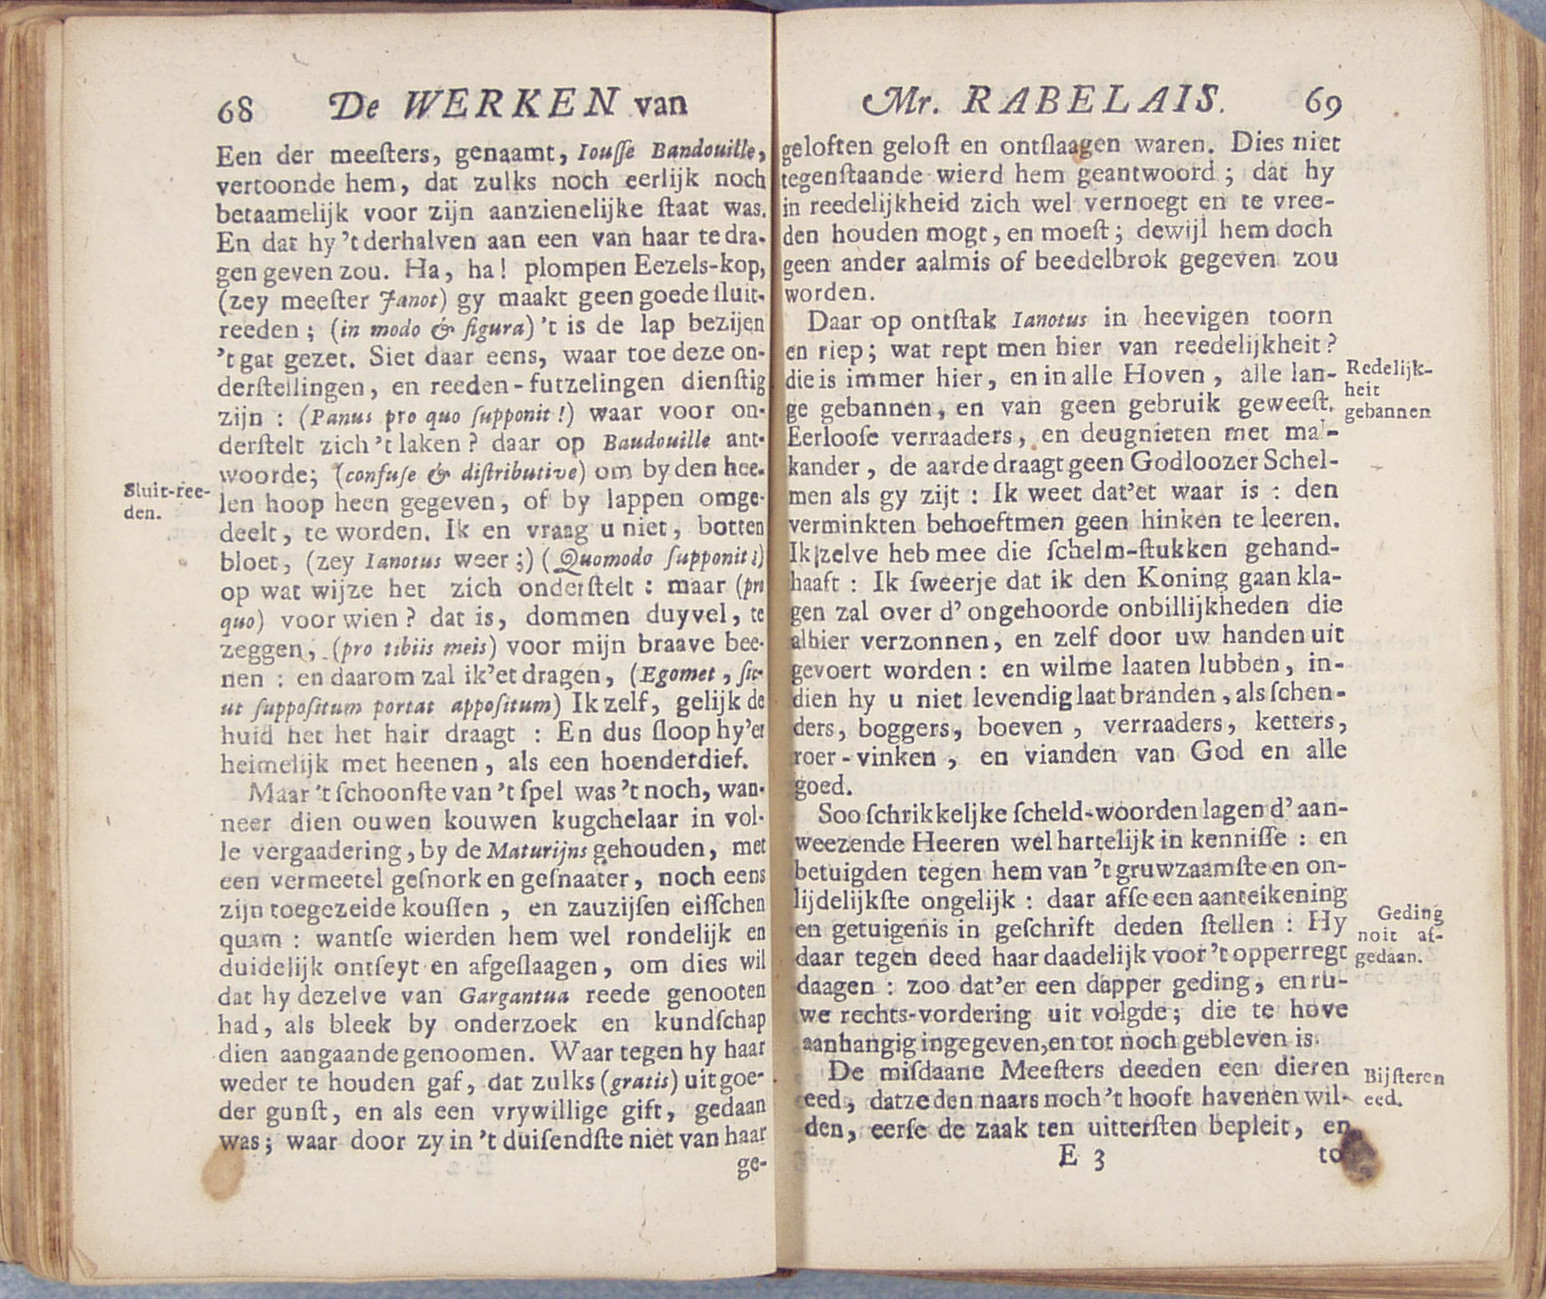 68 De WERKEN van
Een der meeſters, genaamt, Iouſſe Bandouille,
vertoonde hem, dat zulks noch eerlijk noch
betaamelijk voor zijn aanzienelijke ſtaat was.
En dat hy 't derhalven aan een van haar te dra-
gen geven zou. Ha, ha! plompen Eezels-kop,
(zey meeſter Janot) gy maakt geen goede ſluit-
reeden; (in modo & figura) 't is de lap bezijen
't gat gezet. Siet daar eens, waar toe deze on-
derſtellingen, en reeden-futzelingen dienſtig
zijn : (Panus pro quo ſupponit!) waar voor on-
derſtelt zich 't laken? daar op Baudouille ant-
woorde; (confuſe & diſtributive) om by den hee-
Sluit-ree-
den.
len hoop heen gegeven, of by lappen omge-
deelt, te worden. Ik en vraag u niet, botten
bloet, (zey Ianotus weer;) (Quomodo ſupponit?)
op wat wijze het zich onderſtelt : maar (pro
quo) voor wien? dat is, dommen duyvel, te
zeggen, (pro tibiis meis) voor mijn braave bee-
nen : en daarom zal ik'et dragen, (Egomet, ſic-
ut ſuppoſitum portat appoſitum) Ik zelf, gelijk de
huid het het hair draagt : En dus ſloop hy'er
heimelijk met heenen, als een hoenderdief.
Maar 't ſchoonſte van 't ſpel was 't noch, wan-
neer dien ouwen kouwen kugchelaar in vol-
le vergaadering, by de Maturijns gehouden, met
een vermeetel geſnork en geſnaater, noch eens
zijn toegezeide kouſſen, en zauzijſen eiſſchen
quam : wantſe wierden hem wel rondelijk en
duidelijk ontſeyt en afgeſlaagen, om dies wil
dat hy dezelve van Gargantua reede genooten
had, als bleek by onderzoek en kundſchap
dien aangaande genoomen. Waar tegen hy haar
weder te houden gaf, dat zulks (gratis) uit goe-
der gunſt, en als een vrywillige gift, gedaan
was; waar door zy in 't duiſendſte niet van haar
ge-
Mr. RABELAIS. 69
geloften geloſt en ontſlaagen waren. Dies niet
tegenſtaande wierd hem geantwoord; dat hy
in reedelijkheid zich wel vernoegt en te vree-
den houden mogt, en moeſt; dewijl hem doch
geen ander aalmis of beedelbrok gegeven zou
worden.
Daar op ontſtak Ianotus in heevigen toorn
en riep; wat rept men hier van reedelijkheit?
die is immer hier, en in alle Hoven, alle lan-
Redelijk-
heit
gebannen
ge gebannen, en van geen gebruik geweeſt.
Eerlooſe verraaders, en deugnieten met ma'-
kander, de aarde draagt geen Godloozer Schel-
men als gy zijt : Ik weet dat'et waar is : den
verminkten behoeftmen geen hinken te leeren.
Ik zelve heb mee die ſchelm-ſtukken gehand-
haaft : Ik ſweerje dat ik den Koning gaan kla-
gen zal over d' ongehoorde onbillijkheden die
alhier verzonnen, en zelf door uw handen uit
gevoert worden : en wilme laaten lubben, in-
dien hy u niet levendig laat branden, als ſchen-
ders, boggers, boeven, verraaders, ketters,
roer-vinken, en vianden van God en alle
goed.
Soo ſchrikkeljke ſcheld-woorden lagen d' aan-
weezende Heeren wel hartelijk in kenniſſe : en
betuigden tegen hem van 't gruwzaamſte en on-
lijdelijkſte ongelijk : daar afſe een aanteikening
en getuigenis in geſchrift deden ſtellen : Hy
Geding
noit af-
gedaan.
daar tegen deed haar daadelijk voor 't opperregt
daagen : zoo dat'er een dapper geding, en ru-
we rechts-vordering uit volgde; die te hove
aanhangig ingegeven, en tot noch gebleven is.
De miſdaane Meeſters deeden een dieren
Bijſteren
eed.
eed, datze den naars noch 't hooft havenen wil-
den, eerſe de zaak ten uitterſten bepleit, en
E 3
to